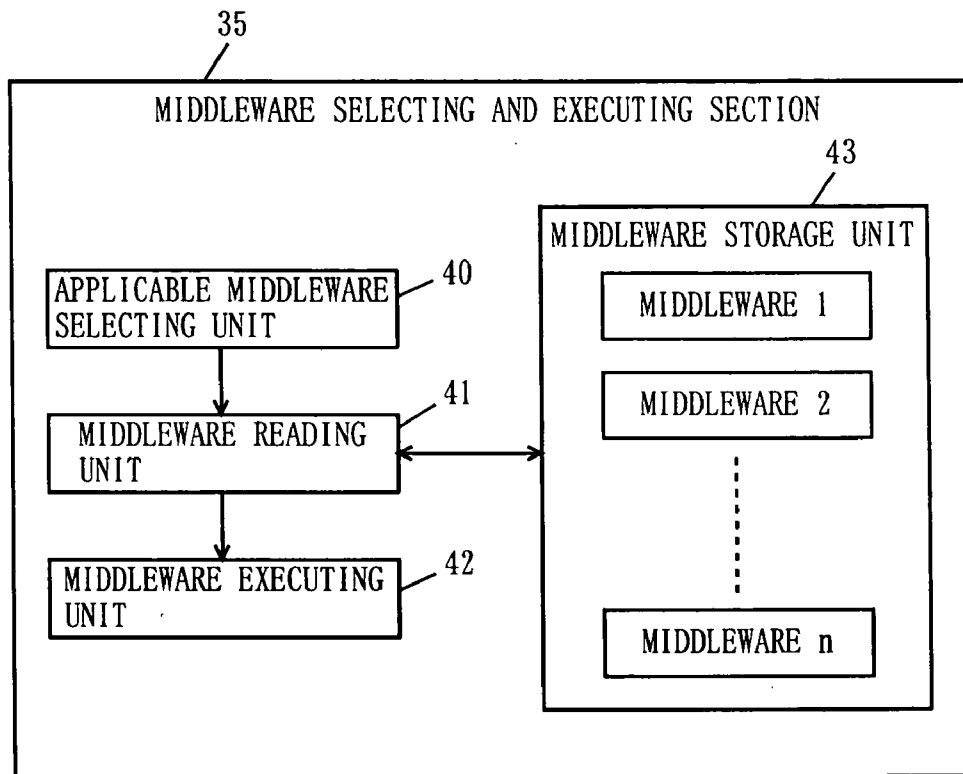 35
MIDDLEWARE SELECTING AND EXECUTING SECTION
43
MIDDLEWARE STORAGE UNIT
MIDDLEWARE 1
MIDDLEWARE 2
MIDDLEWARE n
40
APPLICABLE MIDDLEWARE
SELECTING UNIT
41
MIDDLEWARE READING
UNIT
42
MIDDLEWARE EXECUTING
UNIT